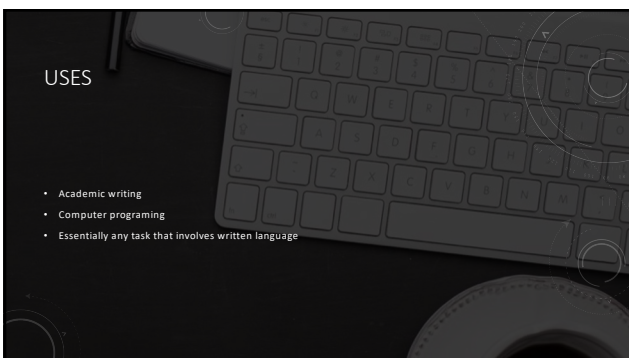 USES
• Academic writing
• Computer programing
• Essentially any task that involves written language